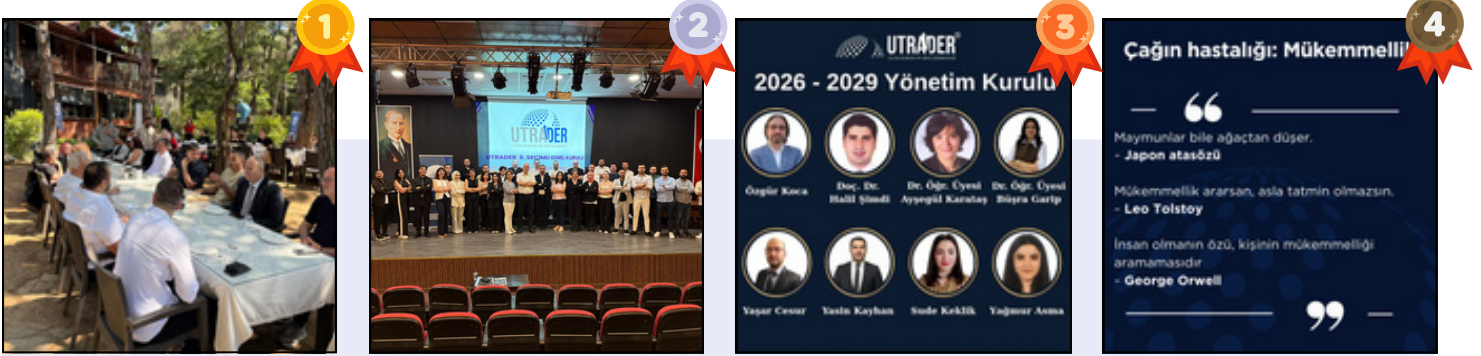 1
2
UTRADER
UTRADER 6. SEÇİMLİ GENEL KURULU
3
UTRADER
2026 - 2029 Yönetim Kurulu
Özgür Koca
Doç. Dr.
Halil Şimdi
Dr. Öğr. Üyesi
Ayşegül Karataş
Dr. Öğr. Üyesi
Büşra Garip
Yaşar Cesur
Yasin Kayhan
Sude Keklik
Yağmur Asma
4
Çağın hastalığı: Mükemmelli
Maymunlar bile ağaçtan düşer.
- Japon atasözü
Mükemmellik ararsan, asla tatmin olmazsın.
- Leo Tolstoy
İnsan olmanın özü, kişinin mükemmelliği
aramamasıdır
- George Orwell